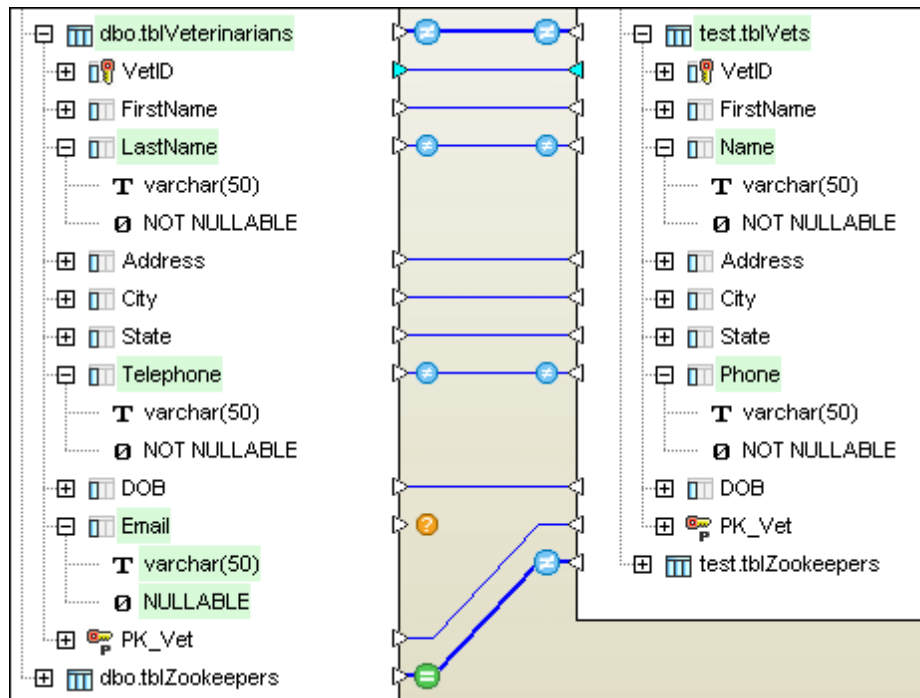 dbo.tblVeterinarians
VetID
FirstName
LastName
T varchar(50)
NOT NULLABLE
Address
City
State
Telephone
T varchar(50)
NOT NULLABLE
DOB
Email
T varchar(50)
NULLABLE
PK_Vet
dbo.tblZookeepers
test.tblVets
VetID
FirstName
Name
T varchar(50)
NOT NULLABLE
Address
City
State
Phone
T varchar(50)
NOT NULLABLE
DOB
PK_Vet
test.tblZookeepers